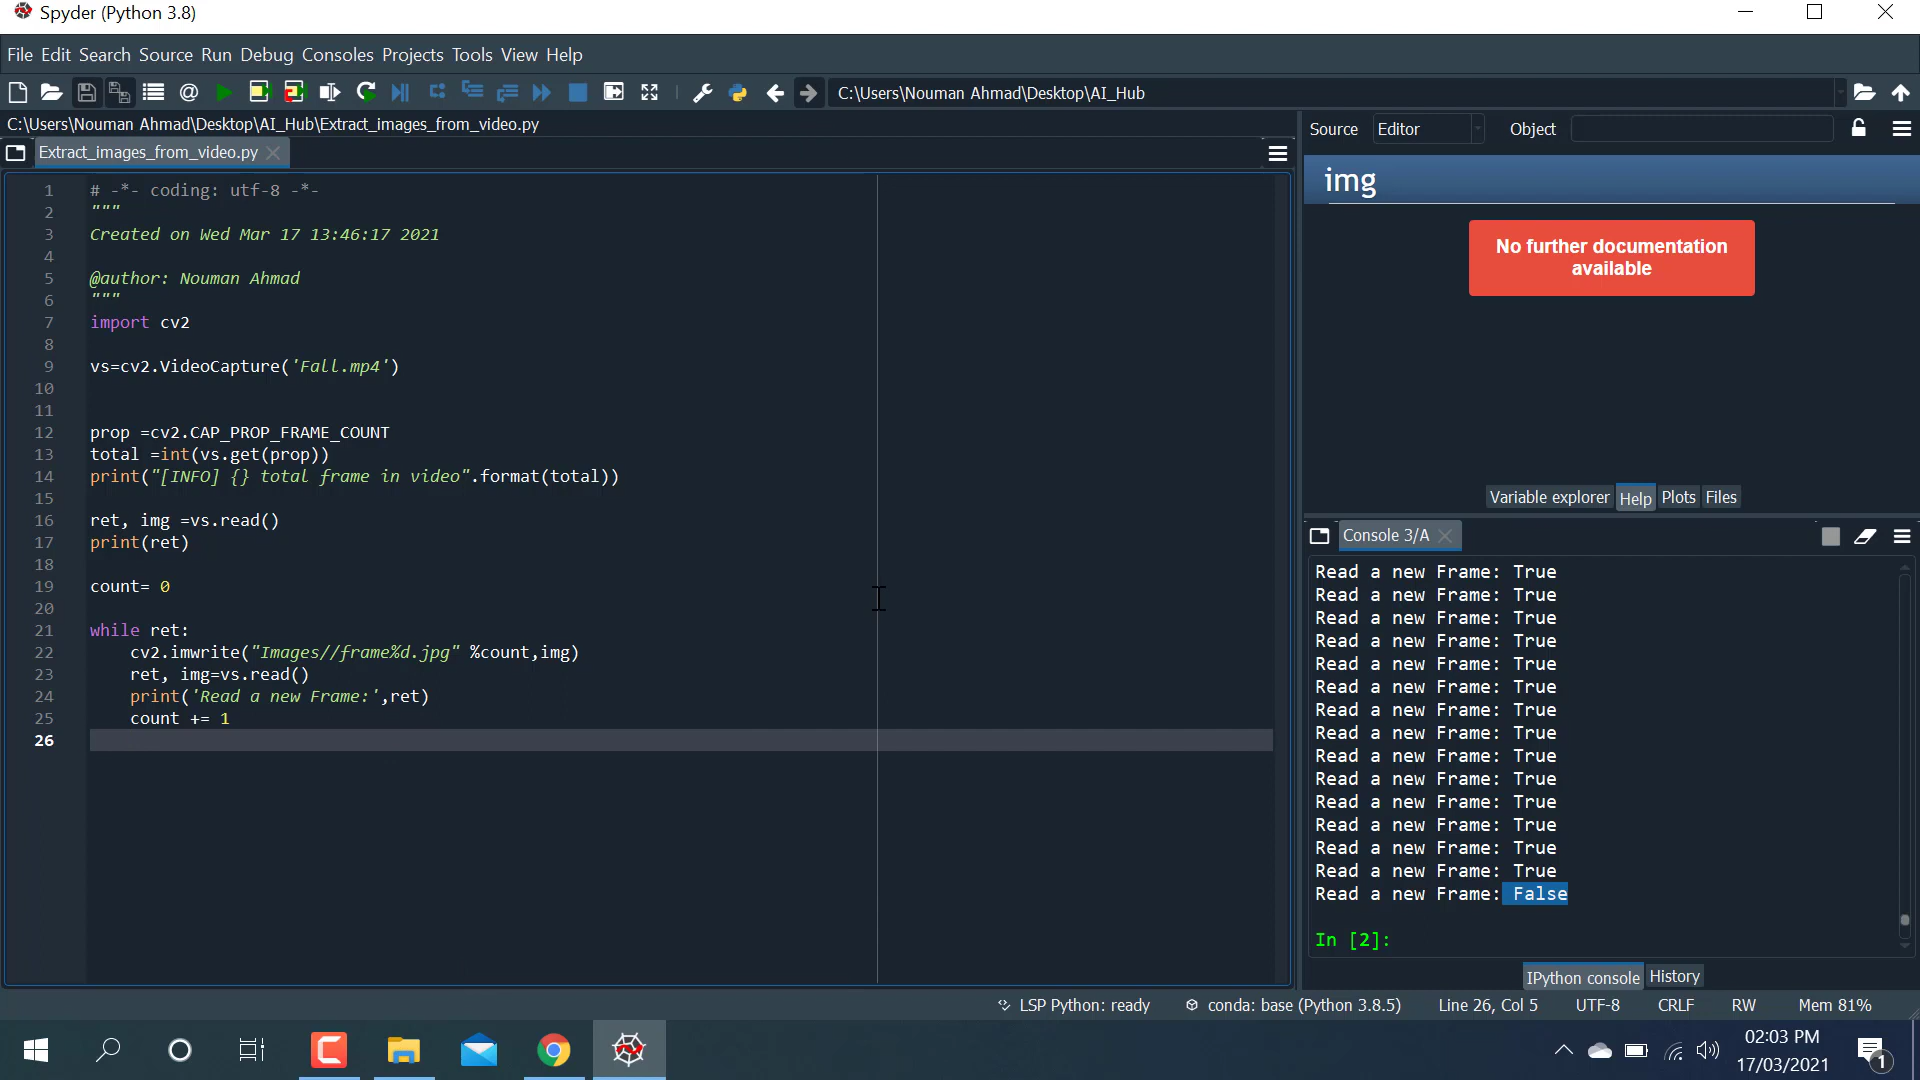 Spyder (Python 3.8)
File Edit Search Source Run Debug Consoles Projects Tools View Help
C:\Users\Nouman Ahmad\Desktop\AI_Hub
C:\Users\Nouman Ahmad\Desktop\AI_Hub\Extract_images_from_video.py
Extract_images_from_video.py
1 # -*- coding: utf-8 -*-
2 """
3 Created on Wed Mar 17 13:46:17 2021
4
5 @author: Nouman Ahmad
6 """
7 import cv2
8
9 vs=cv2.VideoCapture('Fall.mp4')
10
11
12 prop =cv2.CAP_PROP_FRAME_COUNT
13 total =int(vs.get(prop))
14 print("[INFO] {} total frame in video".format(total))
15
16 ret, img =vs.read()
17 print(ret)
18
19 count= 0
20
21 while ret:
22 cv2.imwrite("Images//frame%d.jpg" %count,img)
23 ret, img=vs.read()
24 print('Read a new Frame:',ret)
25 count += 1
26
Source Editor Object
img
No further documentation
available
Variable explorer Help Plots Files
Console 3/A
Read a new Frame: True
Read a new Frame: True
Read a new Frame: True
Read a new Frame: True
Read a new Frame: True
Read a new Frame: True
Read a new Frame: True
Read a new Frame: True
Read a new Frame: True
Read a new Frame: True
Read a new Frame: True
Read a new Frame: True
Read a new Frame: True
Read a new Frame: True
Read a new Frame: False
In [2]:
IPython console History
LSP Python: ready conda: base (Python 3.8.5) Line 26, Col 5 UTF-8 CRLF RW Mem 81%
02:03 PM
17/03/2021
1